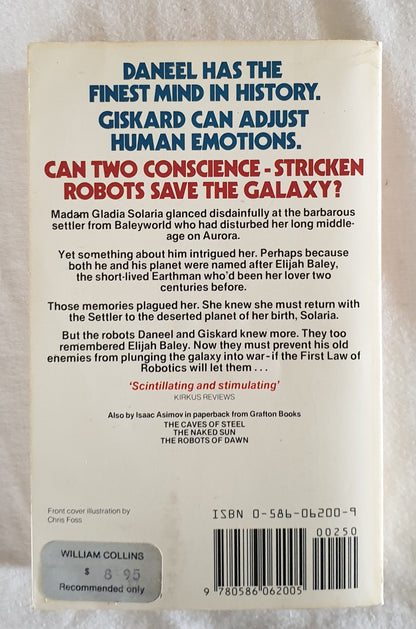 DANEEL HAS THE
FINEST MIND IN HISTORY.
GISKARD CAN ADJUST
HUMAN EMOTIONS.
CAN TWO CONSCIENCE-STRICKEN
ROBOTS SAVE THE GALAXY?
Madam Gladia Solaria glanced disdainfully at the barbarous
settler from Baleyworld who had disturbed her long middle-
age on Aurora.
Yet something about him intrigued her. Perhaps because
both he and his planet were named after Elijah Baley,
the short-lived Earthman who'd been her lover two
centuries before.
Those memories plagued her. She knew she must return with
the Settler to the deserted planet of her birth, Solaria.
But the robots Daneel and Giskard knew more. They too
remembered Elijah Baley. Now they must prevent his old
enemies from plunging the galaxy into war-if the First Law of
Robotics will let them . . .
'Scintillating and stimulating'
KIRKUS REVIEWS
Also by Isaac Asimov in paperback from Grafton Books
THE CAVES OF STEEL
THE NAKED SUN
THE ROBOTS OF DAWN
Front cover illustration by
Chris Foss
ISBN 0-586-06200-9
00250
9 780586 062005
WILLIAM COLLINS
$ 8 95
Recommended only